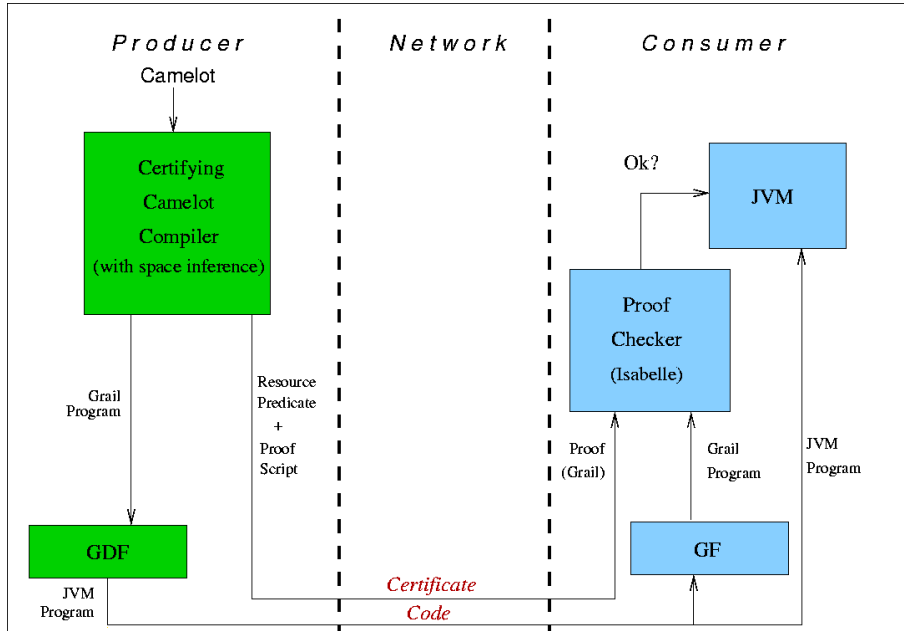 Producer
Network
Consumer
Camelot
Certifying
Camelot
Compiler
(with space inference)
Ok?
JVM
Proof
Checker
(Isabelle)
Grail
Program
Resource
Predicate
+
Proof
Script
Proof
(Grail)
Grail
Program
JVM
Program
GDF
GF
JVM
Program
Certificate
Code